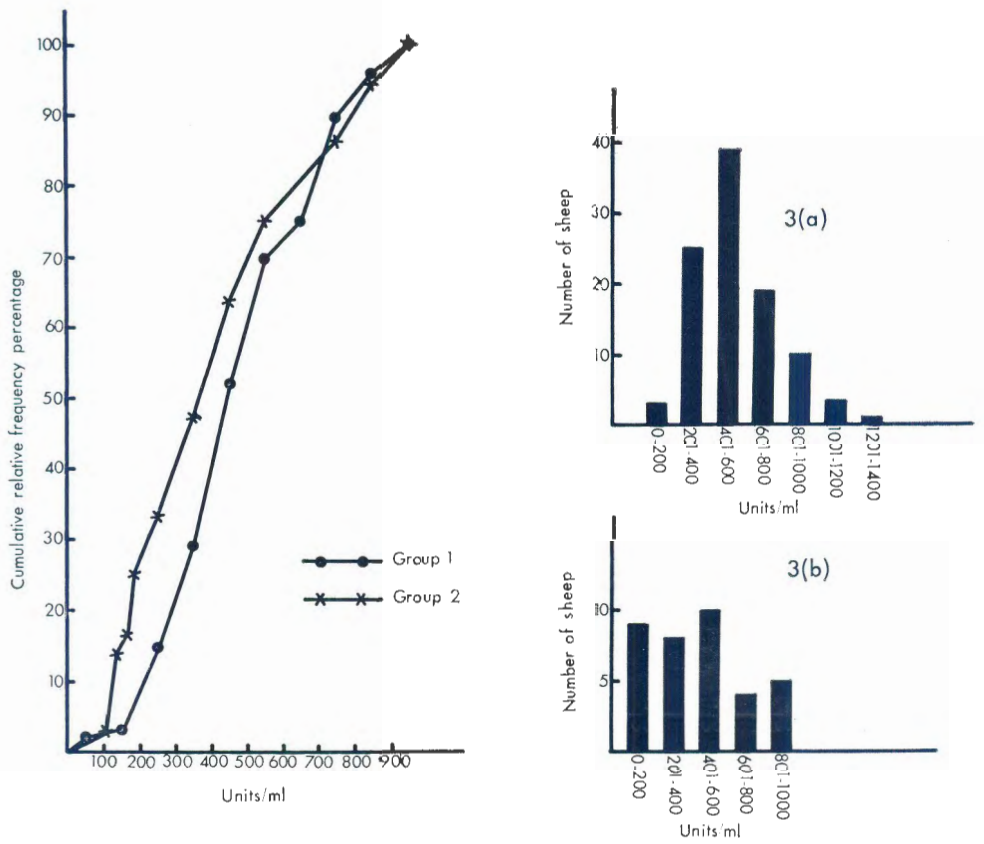 Cumulative relative frequency percentage
100
90
80
70
60
50
40
30
20
10
Group 1
Group 2
100 200 300 400 500 600 700 800 900
Units/ml
3(a)
Number of sheep
40
30
20
10
0-200
201-400
401-600
601-800
801-1000
1001-1200
1201-1400
Units/ml
3(b)
Number of sheep
10
5
0-200
201-400
401-600
601-800
801-1000
Units/ml